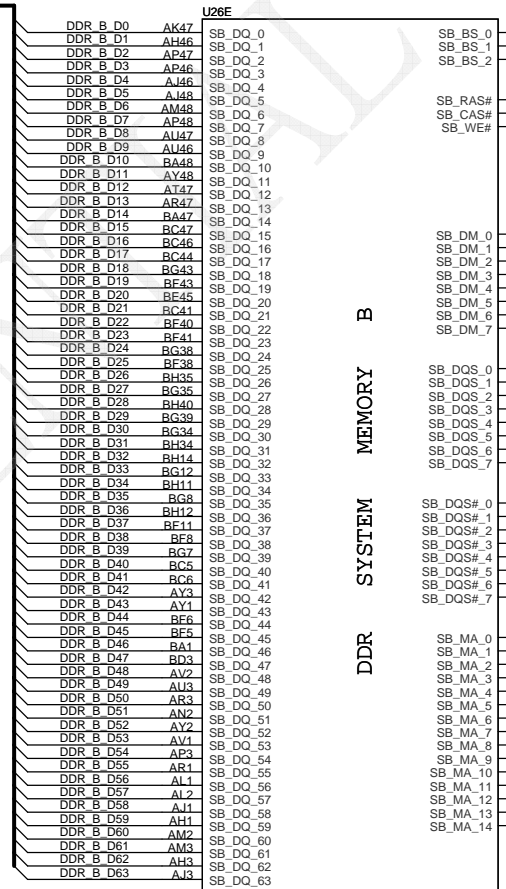 U26E
DDR_B_D0 AK47 SB_DQ_0
DDR_B_D1 AH46 SB_DQ_1
DDR_B_D2 AP47 SB_DQ_2
DDR_B_D3 AP46 SB_DQ_3
DDR_B_D4 AJ46 SB_DQ_4
DDR_B_D5 AJ48 SB_DQ_5
DDR_B_D6 AM48 SB_DQ_6
DDR_B_D7 AP48 SB_DQ_7
DDR_B_D8 AU47 SB_DQ_8
DDR_B_D9 AU46 SB_DQ_9
DDR_B_D10 BA48 SB_DQ_10
DDR_B_D11 AY48 SB_DQ_11
DDR_B_D12 AT47 SB_DQ_12
DDR_B_D13 AR47 SB_DQ_13
DDR_B_D14 BA47 SB_DQ_14
DDR_B_D15 BC47 SB_DQ_15
DDR_B_D16 BC46 SB_DQ_16
DDR_B_D17 BC44 SB_DQ_17
DDR_B_D18 BG43 SB_DQ_18
DDR_B_D19 BF43 SB_DQ_19
DDR_B_D20 BE45 SB_DQ_20
DDR_B_D21 BC41 SB_DQ_21
DDR_B_D22 BF40 SB_DQ_22
DDR_B_D23 BF41 SB_DQ_23
DDR_B_D24 BG38 SB_DQ_24
DDR_B_D25 BF38 SB_DQ_25
DDR_B_D26 BH35 SB_DQ_26
DDR_B_D27 BG35 SB_DQ_27
DDR_B_D28 BH40 SB_DQ_28
DDR_B_D29 BG39 SB_DQ_29
DDR_B_D30 BG34 SB_DQ_30
DDR_B_D31 BH34 SB_DQ_31
DDR_B_D32 BH14 SB_DQ_32
DDR_B_D33 BG12 SB_DQ_33
DDR_B_D34 BH11 SB_DQ_34
DDR_B_D35 BG8 SB_DQ_35
DDR_B_D36 BH12 SB_DQ_36
DDR_B_D37 BF11 SB_DQ_37
DDR_B_D38 BF8 SB_DQ_38
DDR_B_D39 BG7 SB_DQ_39
DDR_B_D40 BC5 SB_DQ_40
DDR_B_D41 BC6 SB_DQ_41
DDR_B_D42 AY3 SB_DQ_42
DDR_B_D43 AY1 SB_DQ_43
DDR_B_D44 BF6 SB_DQ_44
DDR_B_D45 BF5 SB_DQ_45
DDR_B_D46 BA1 SB_DQ_46
DDR_B_D47 BD3 SB_DQ_47
DDR_B_D48 AV2 SB_DQ_48
DDR_B_D49 AU3 SB_DQ_49
DDR_B_D50 AR3 SB_DQ_50
DDR_B_D51 AN2 SB_DQ_51
DDR_B_D52 AY2 SB_DQ_52
DDR_B_D53 AV1 SB_DQ_53
DDR_B_D54 AP3 SB_DQ_54
DDR_B_D55 AR1 SB_DQ_55
DDR_B_D56 AL1 SB_DQ_56
DDR_B_D57 AL2 SB_DQ_57
DDR_B_D58 AJ1 SB_DQ_58
DDR_B_D59 AH1 SB_DQ_59
DDR_B_D60 AM2 SB_DQ_60
DDR_B_D61 AM3 SB_DQ_61
DDR_B_D62 AH3 SB_DQ_62
DDR_B_D63 AJ3 SB_DQ_63
DDR SYSTEM MEMORY B
SB_BS_0
SB_BS_1
SB_BS_2
SB_RAS#
SB_CAS#
SB_WE#
SB_DM_0
SB_DM_1
SB_DM_2
SB_DM_3
SB_DM_4
SB_DM_5
SB_DM_6
SB_DM_7
SB_DQS_0
SB_DQS_1
SB_DQS_2
SB_DQS_3
SB_DQS_4
SB_DQS_5
SB_DQS_6
SB_DQS_7
SB_DQS#_0
SB_DQS#_1
SB_DQS#_2
SB_DQS#_3
SB_DQS#_4
SB_DQS#_5
SB_DQS#_6
SB_DQS#_7
SB_MA_0
SB_MA_1
SB_MA_2
SB_MA_3
SB_MA_4
SB_MA_5
SB_MA_6
SB_MA_7
SB_MA_8
SB_MA_9
SB_MA_10
SB_MA_11
SB_MA_12
SB_MA_13
SB_MA_14